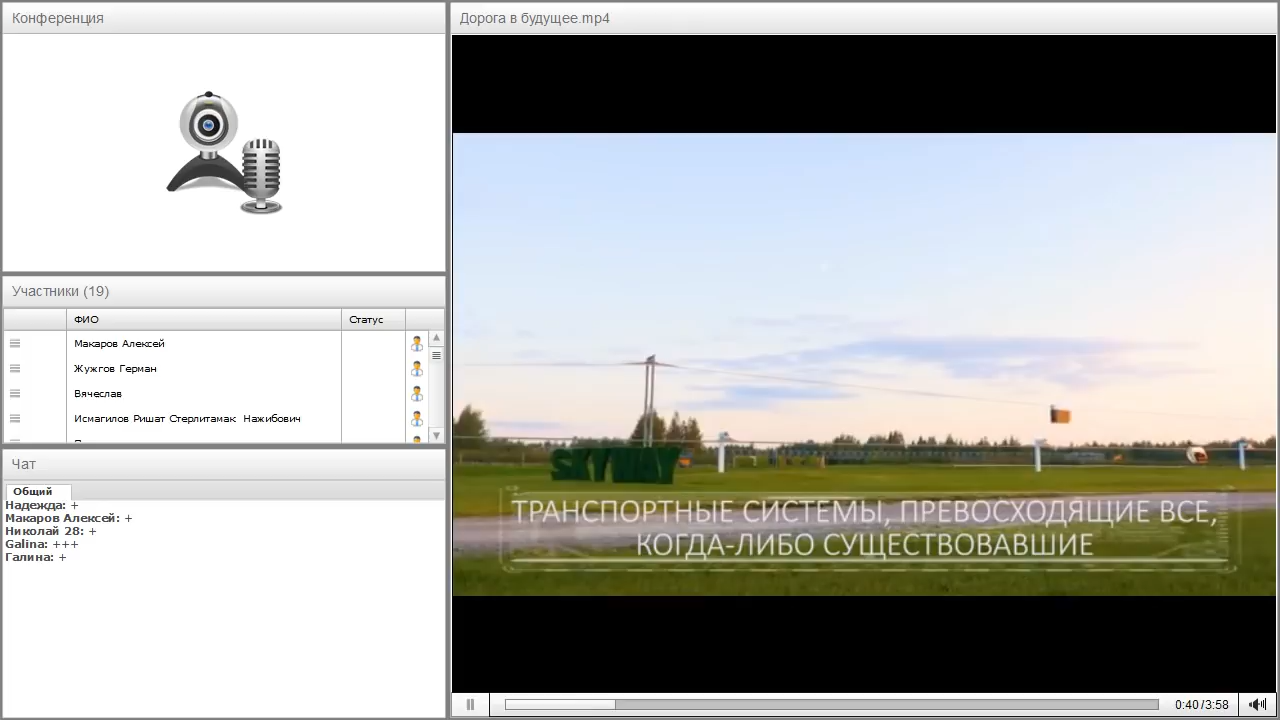 Конференция
Дорога в будущее.mp4
Участники (19)
ФИО
Статус
Макаров Алексей
Жужгов Герман
Вячеслав
Исмагилов Ришат Стерлитамак Нажибович
Чат
Общий
Надежда: +
Макаров Алексей: +
Николай 28: +
Galina: +++
Галина: +
ТРАНСПОРТНЫЕ СИСТЕМЫ, ПРЕВОСХОДЯЩИЕ ВСЕ,
КОГДА-ЛИБО СУЩЕСТВОВАВШИЕ
0:40/3:58